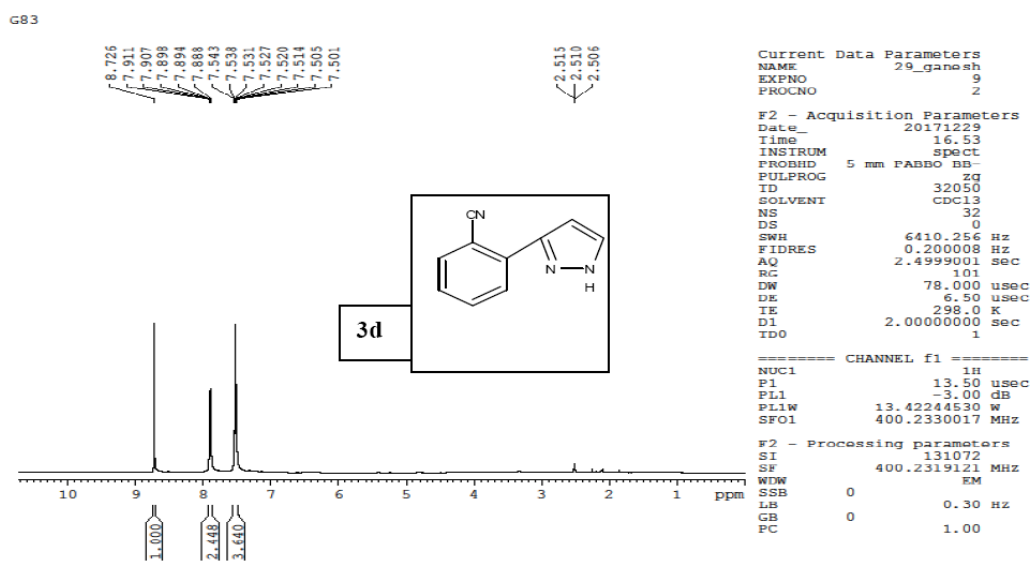 G83
8.726
7.911
7.907
7.898
7.894
7.888
7.543
7.538
7.531
7.527
7.520
7.514
7.505
7.501
2.515
2.510
2.506
CN
N
N
H
3d
10 9 8 7 6 5 4 3 2 1 ppm
1.000
2.448
3.640
Current Data Parameters
NAME 29_ganesh
EXPNO 9
PROCNO 2
F2 - Acquisition Parameters
Date_ 20171229
Time 16.53
INSTRUM spect
PROBHD 5 mm PABBO BB-
PULPROG zg
TD 32050
SOLVENT CDCl3
NS 32
DS 0
SWH 6410.256 Hz
FIDRES 0.200008 Hz
AQ 2.4999001 sec
RG 101
DW 78.000 usec
DE 6.50 usec
TE 298.0 K
D1 2.00000000 sec
TD0 1
======== CHANNEL f1 ========
NUC1 1H
P1 13.50 usec
PL1 -3.00 dB
PL1W 13.42244530 W
SFO1 400.2330017 MHz
F2 - Processing parameters
SI 131072
SF 400.2319121 MHz
WDW EM
SSB 0
LB 0.30 Hz
GB 0
PC 1.00